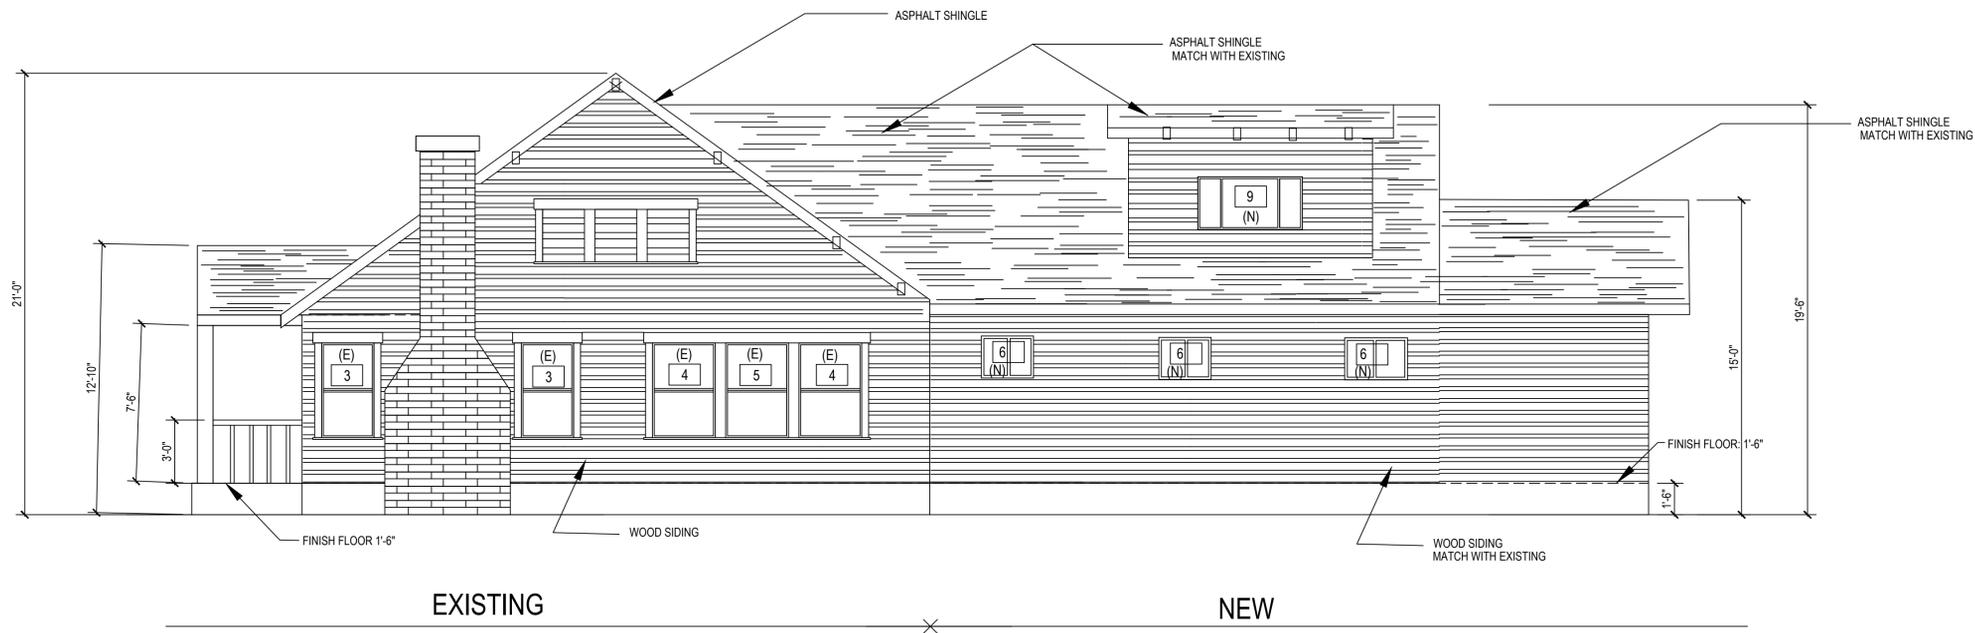 ASPHALT SHINGLE
ASPHALT SHINGLE
MATCH WITH EXISTING
ASPHALT SHINGLE
MATCH WITH EXISTING
21'-0"
12'-10"
7'-6"
3'-0"
(E)
3
(E)
3
(E)
4
(E)
5
(E)
4
6
(N)
6
(N)
6
(N)
9
(N)
19'-6"
15'-0"
1'-6"
FINISH FLOOR: 1'-6"
FINISH FLOOR 1'-6"
WOOD SIDING
WOOD SIDING
MATCH WITH EXISTING
EXISTING
NEW